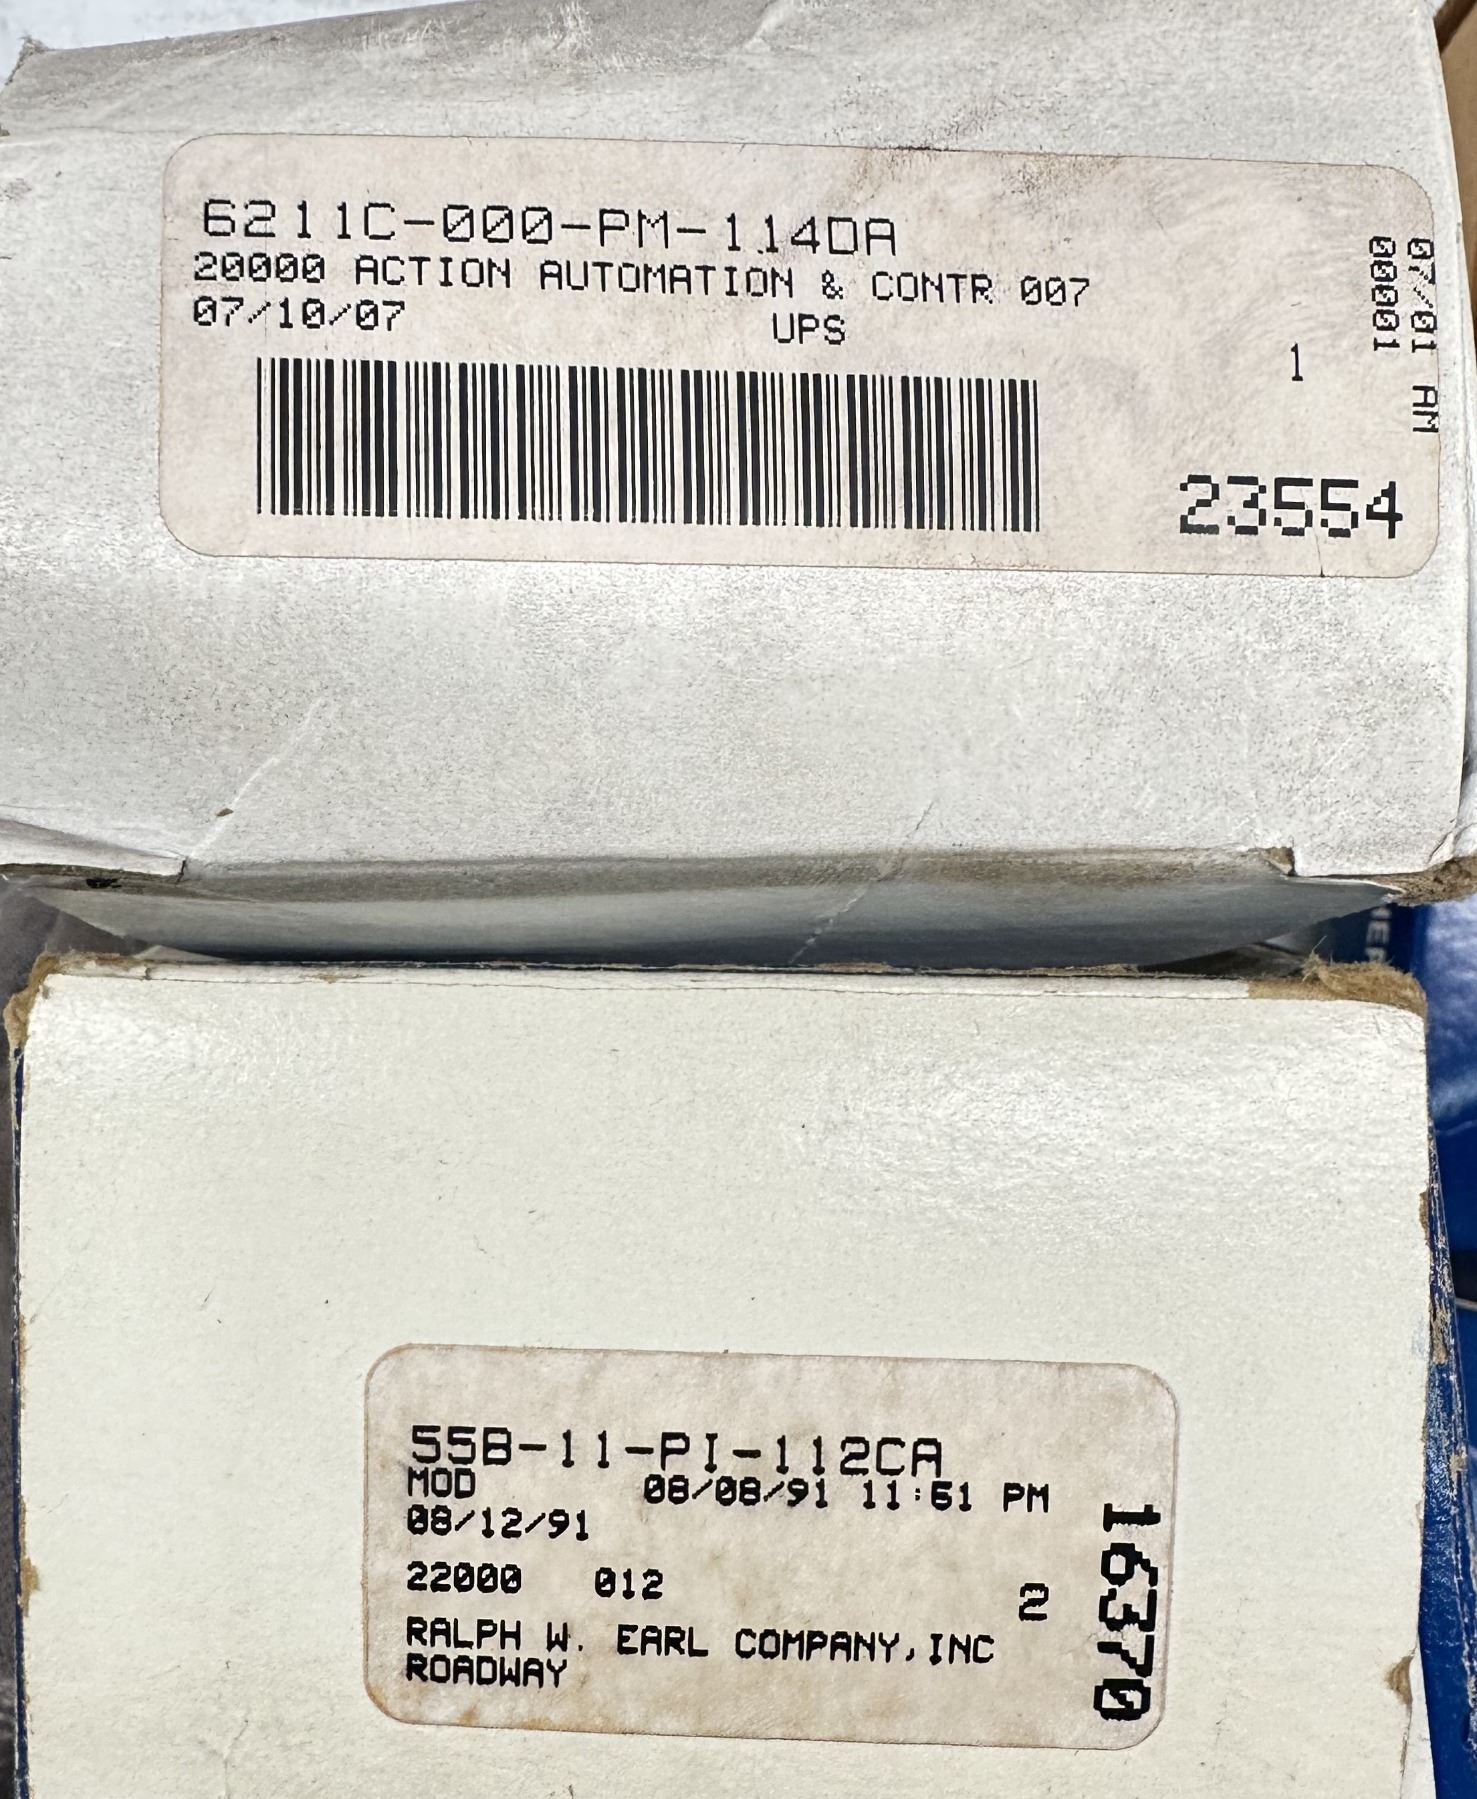 6211C-000-PM-114DA
20000 ACTION AUTOMATION & CONTR 007
07/10/07 UPS
1
07/01 AM
00001
23554
55B-11-PI-112CA
MOD 08/08/91 11:51 PM
08/12/91
22000 012
2
RALPH W. EARL COMPANY,INC
ROADWAY
16370